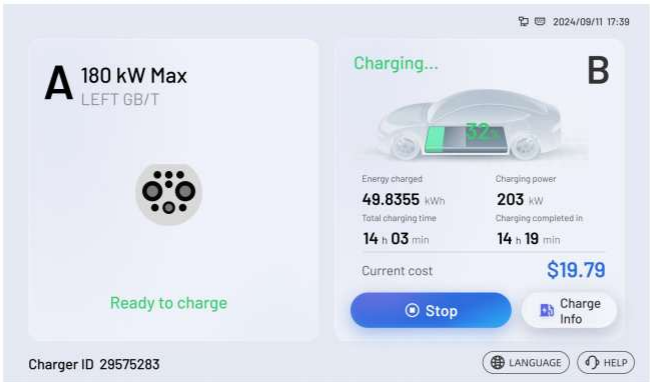 2024/09/11 17:39
A
180 kW Max
LEFT GB/T
Ready to charge
Charging...
B
32%
Energy charged
49.8355 kWh
Charging power
203 kW
Total charging time
14 h 03 min
Charging completed in
14 h 19 min
Current cost
$19.79
Stop
Charge
Info
Charger ID 29575283
LANGUAGE
HELP